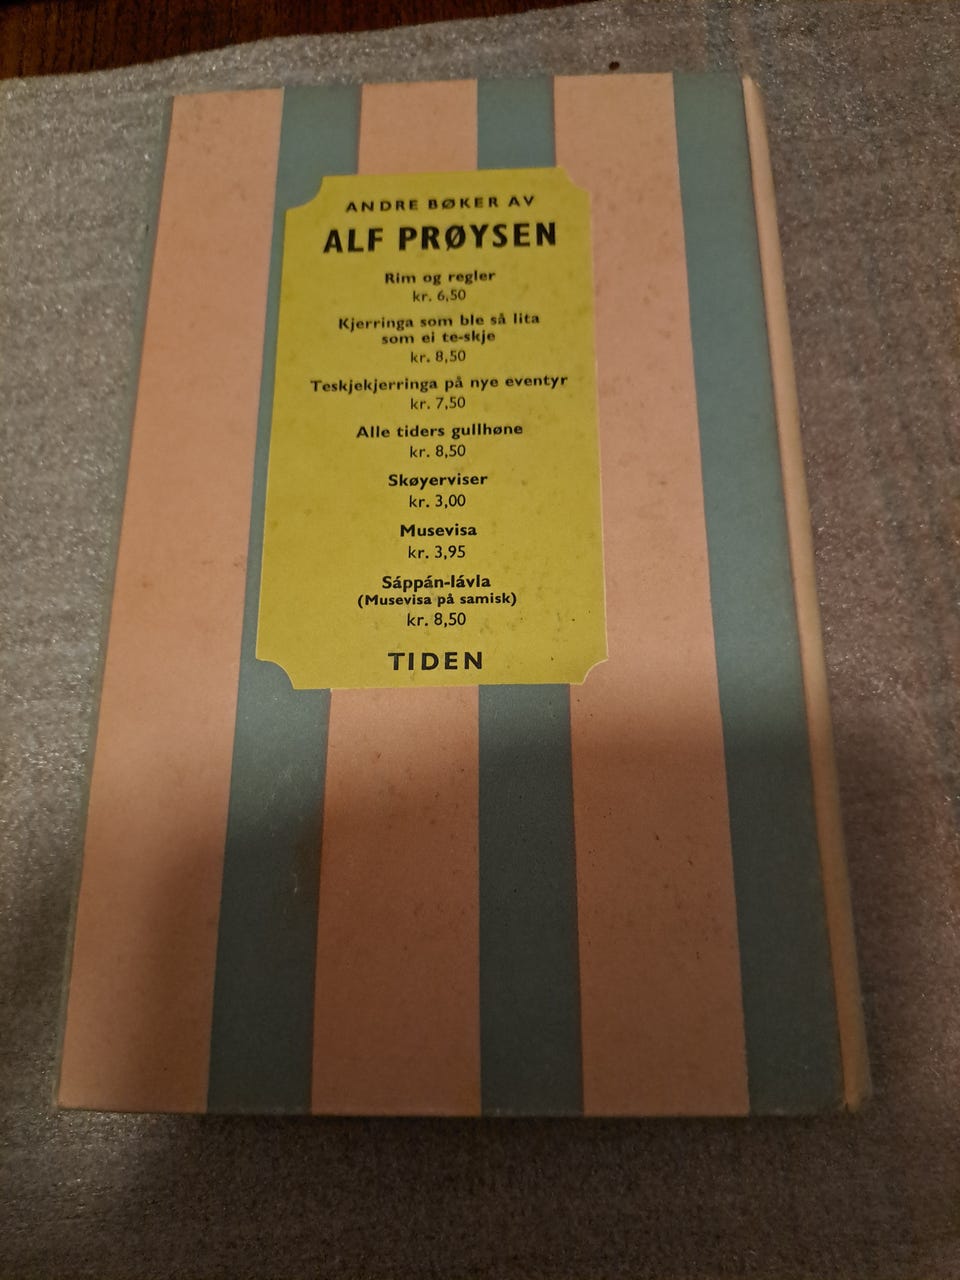 ANDRE BØKER AV
ALF PRØYSEN
Rim og regler
kr. 6,50
Kjerringa som ble så lita
som ei te-skje
kr. 8,50
Teskjekjerringa på nye eventyr
kr. 7,50
Alle tiders gullhøne
kr. 8,50
Skøyerviser
kr. 3,00
Musevisa
kr. 3,95
Sáppán-lávla
(Musevisa på samisk)
kr. 8,50
TIDEN